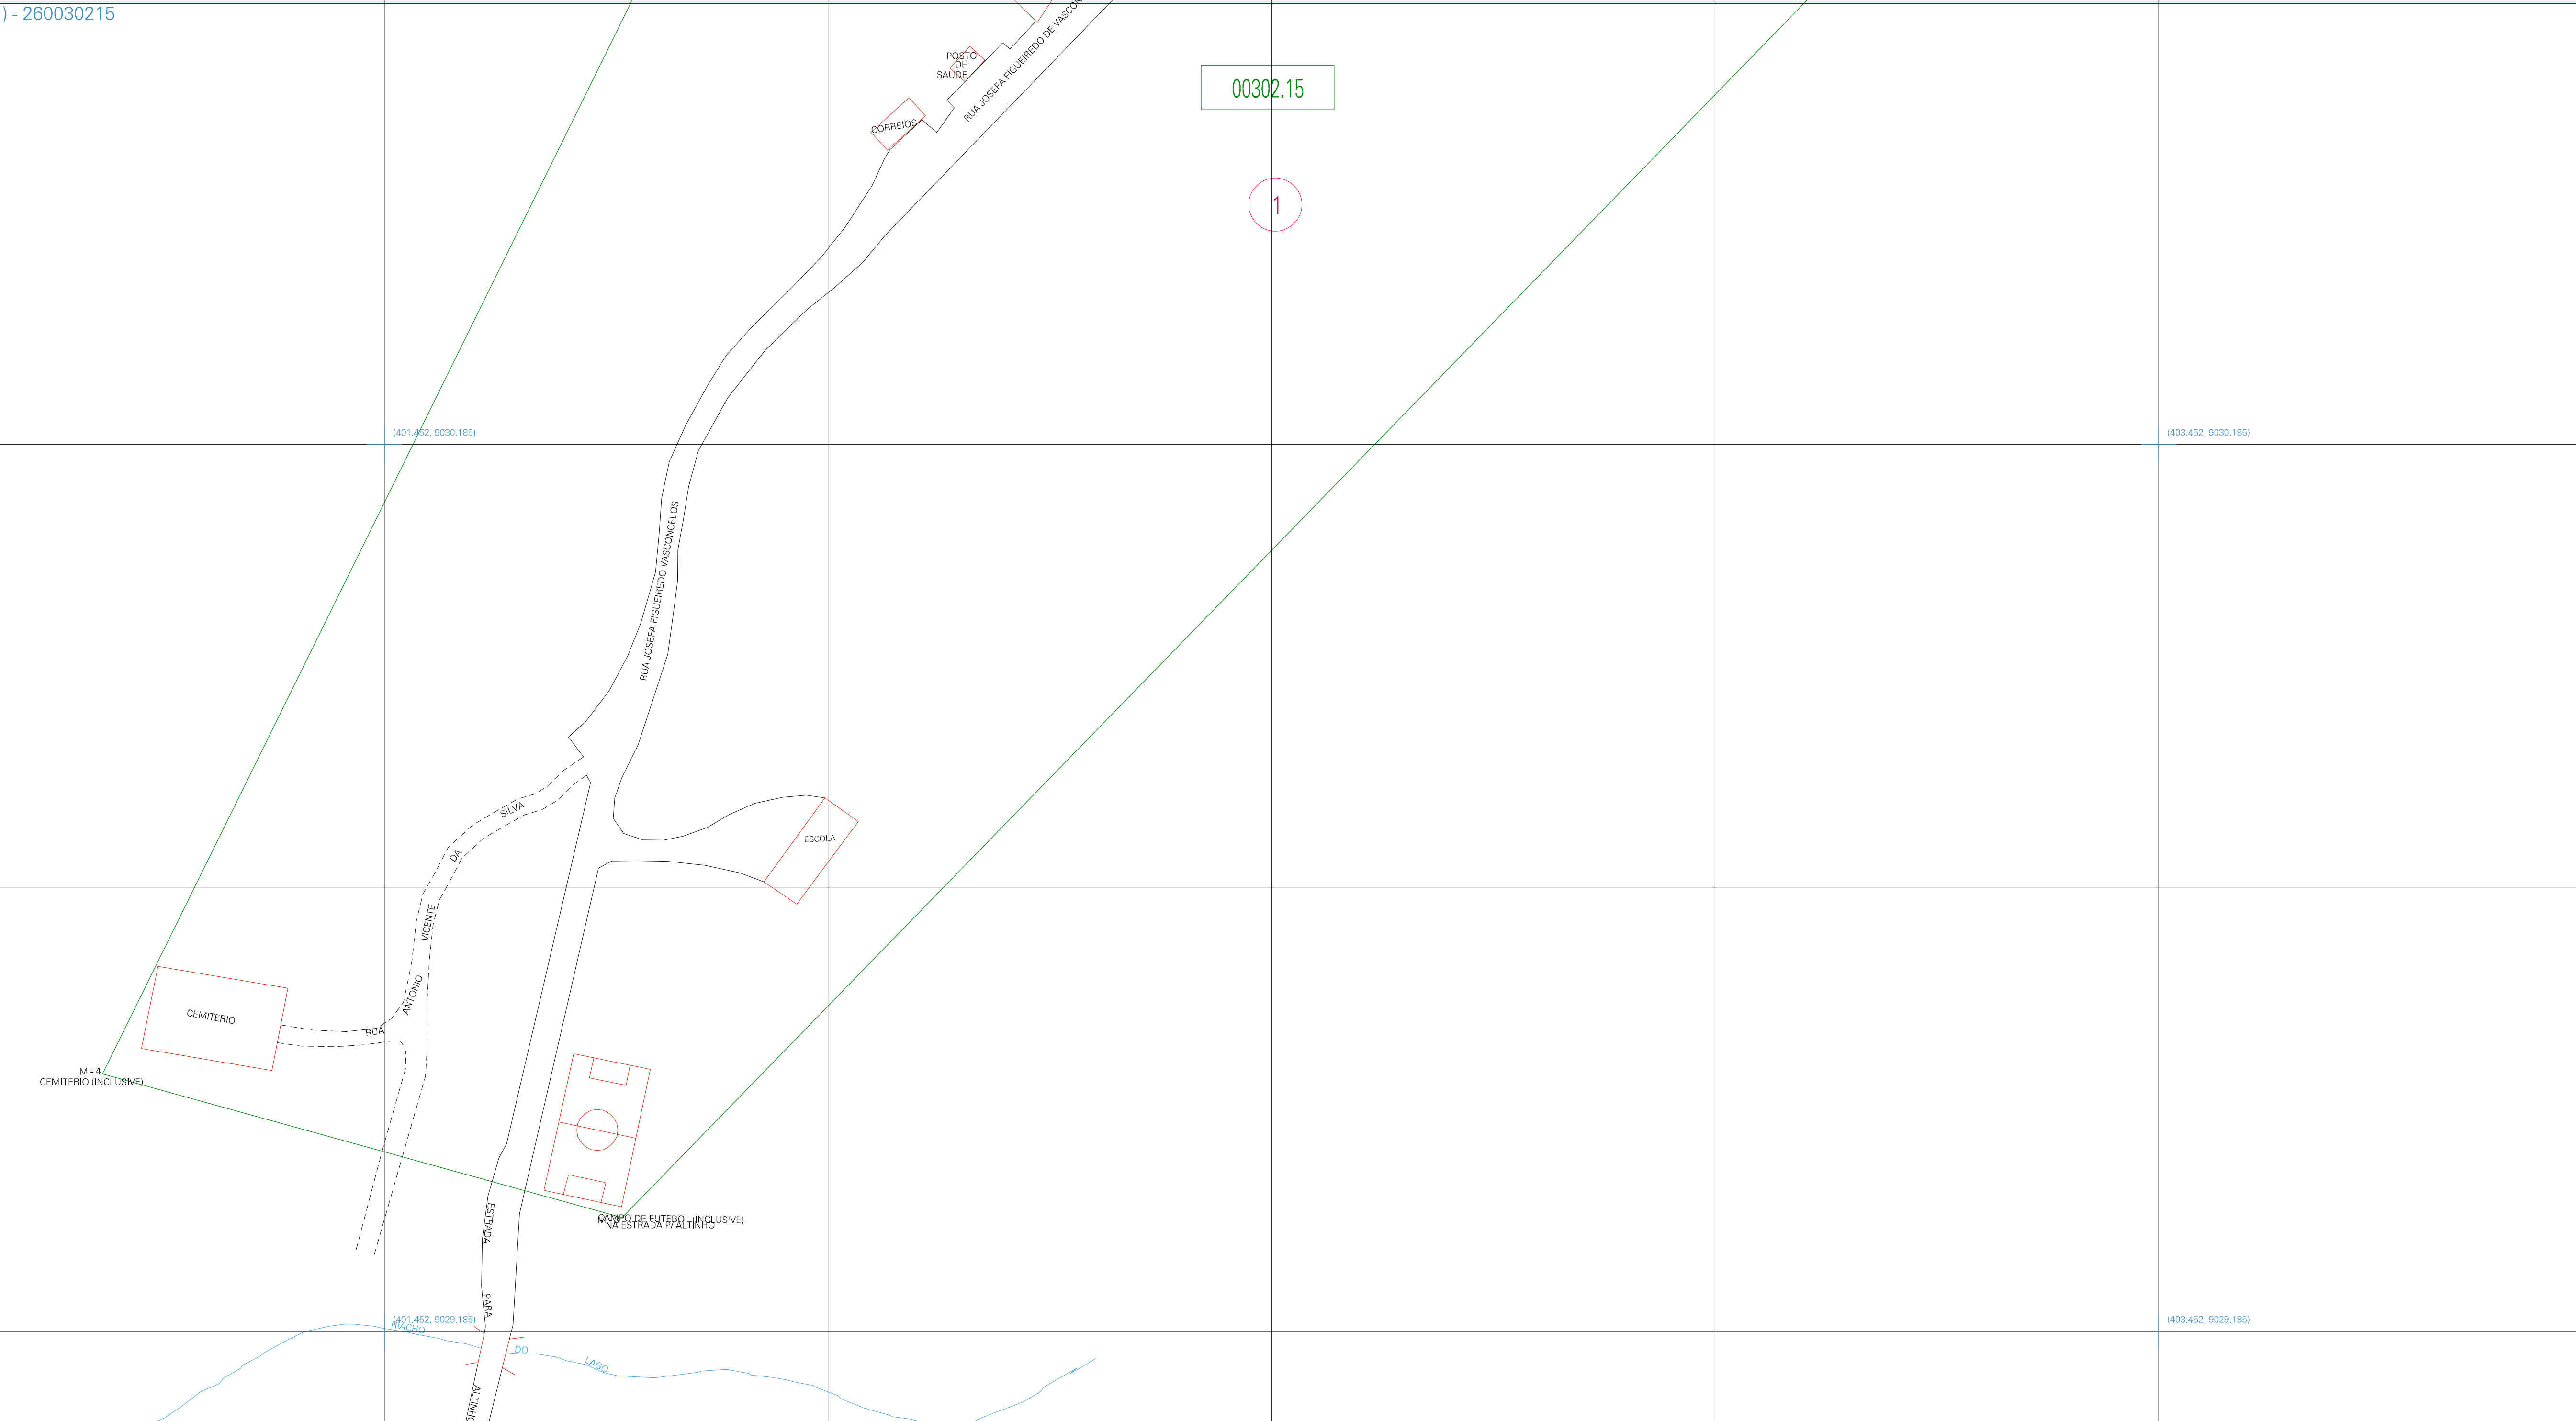 ) - 260030215
POSTO
DE
SAUDE
CORREIOS
RUA JOSEFA FIGUEIREDO DE VASCON
00302.15
1
(401.452, 9030.185)
(403.452, 9030.185)
RUA JOSEFA FIGUEIREDO VASCONCELOS
SILVA
DA
VICENTE
ANTONIO
RUA
ESCOLA
CEMITERIO
M - 4
CEMITERIO (INCLUSIVE)
CAMPO DE FUTEBOL (INCLUSIVE)
NA ESTRADA P/ ALTINHO
ESTRADA
PARA
ALTINHO
(401.452, 9029.185)
(403.452, 9029.185)
RIACHO
DO
LAGO